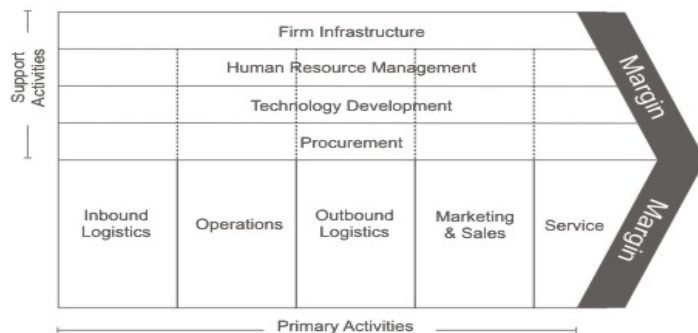 Support
Activities
Firm Infrastructure
Human Resource Management
Technology Development
Procurement
Inbound
Logistics
Operations
Outbound
Logistics
Marketing
& Sales
Service
Margin
Margin
Primary Activities